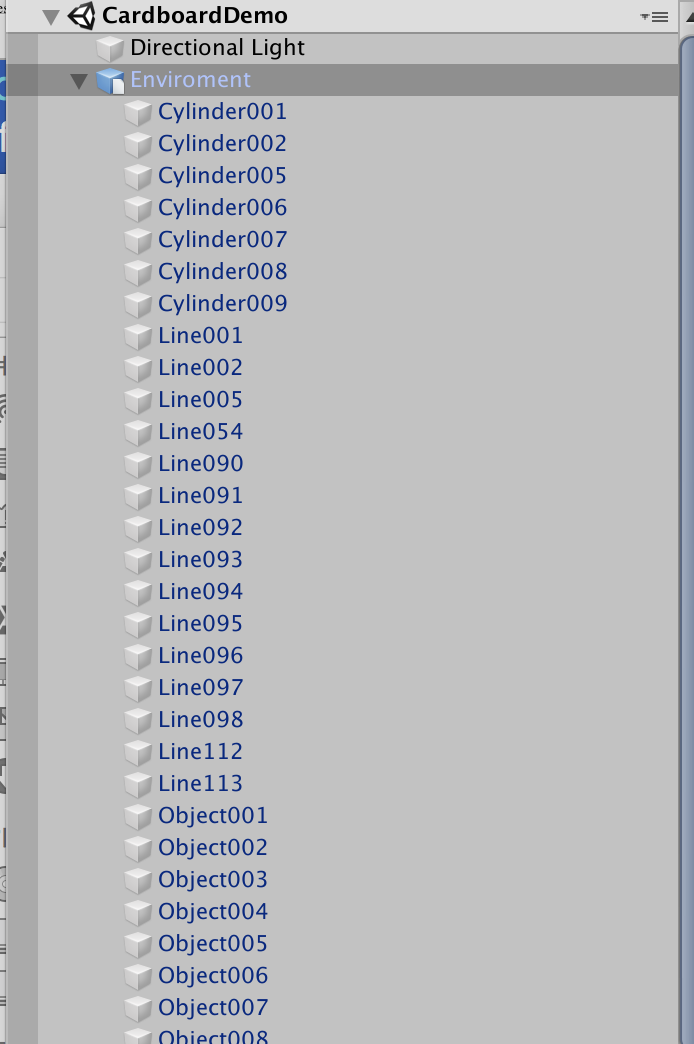 CardboardDemo
Directional Light
Enviroment
Cylinder001
Cylinder002
Cylinder005
Cylinder006
Cylinder007
Cylinder008
Cylinder009
Line001
Line002
Line005
Line054
Line090
Line091
Line092
Line093
Line094
Line095
Line096
Line097
Line098
Line112
Line113
Object001
Object002
Object003
Object004
Object005
Object006
Object007
Object008